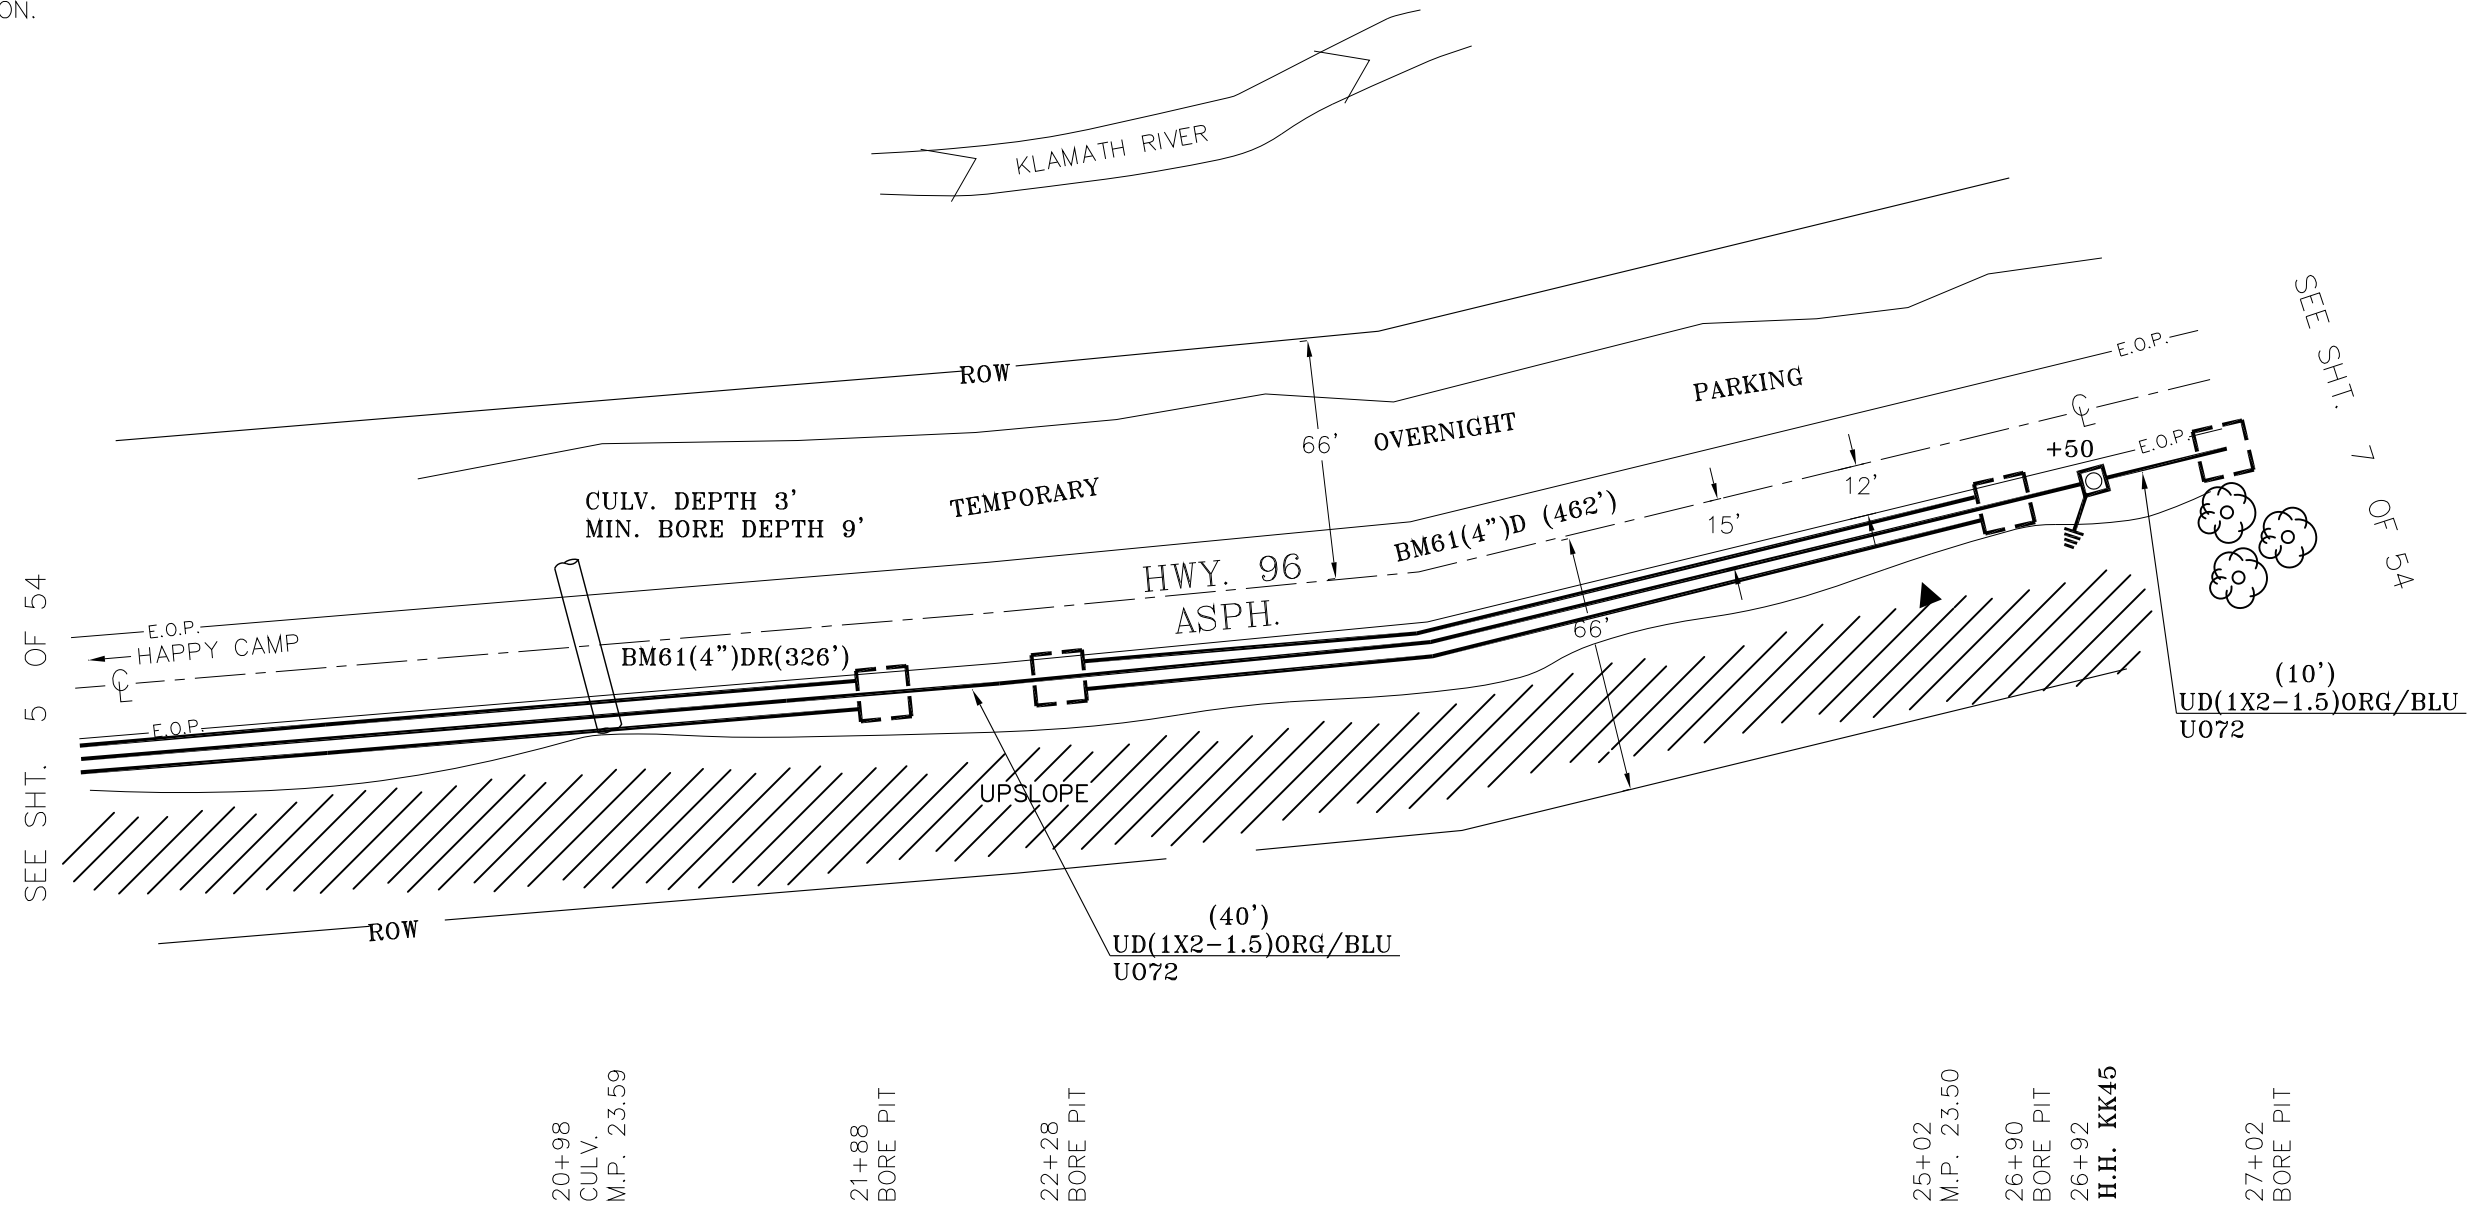 ON.
KLAMATH RIVER
ROW
66'
TEMPORARY OVERNIGHT PARKING
E.O.P.
CULV. DEPTH 3'
MIN. BORE DEPTH 9'
BM61(4")D (462')
15'
12'
+50
E.O.P.
HWY. 96
ASPH.
66'
E.O.P.
HAPPY CAMP
BM61(4")DR(326')
E.O.P.
SEE SHT. 5 OF 54
SEE SHT. 7 OF 54
UPSLOPE
ROW
(10')
UD(1X2-1.5)ORG/BLU
UO72
(40')
UD(1X2-1.5)ORG/BLU
UO72
20+98
CULV.
M.P. 23.59
21+88
BORE PIT
22+28
BORE PIT
25+02
M.P. 23.50
26+90
BORE PIT
26+92
H.H. KK45
27+02
BORE PIT